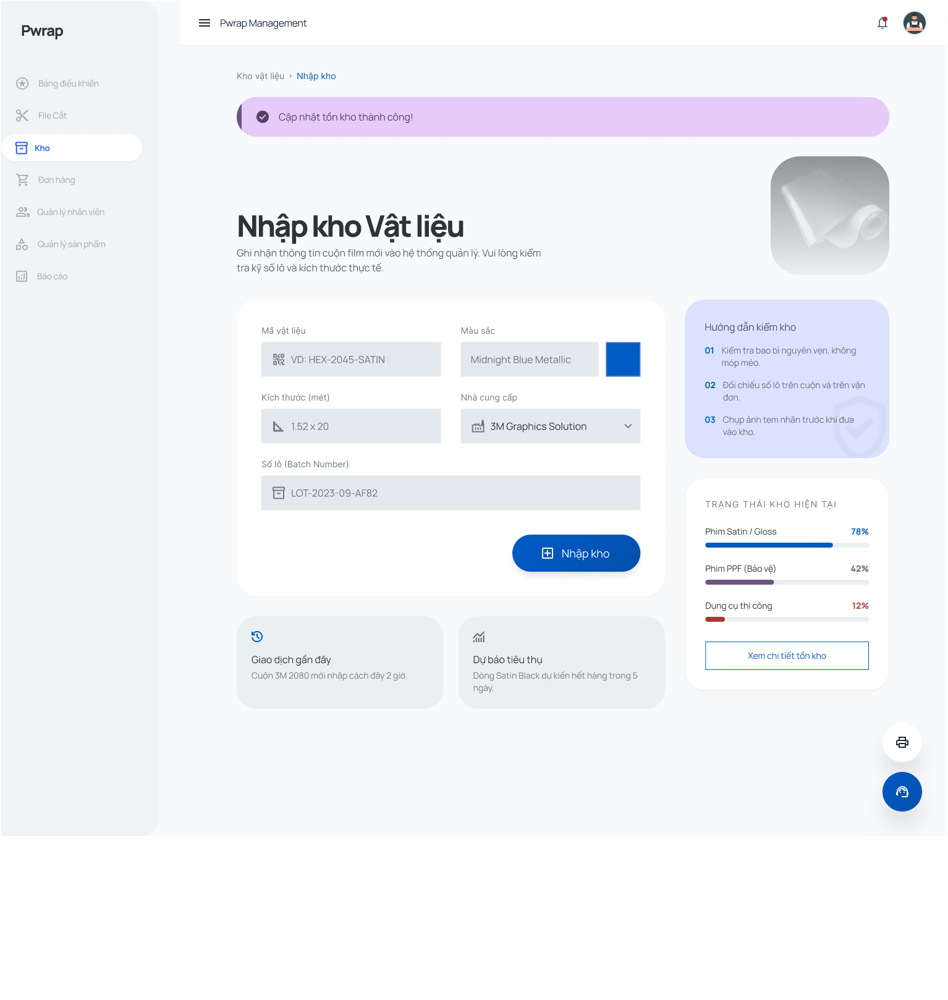 Pwrap
Pwrap Management
Bảng điều khiển
FIle Cắt
Kho
Đơn hàng
Quản lý nhân viên
Quản lý sản phẩm
Báo cáo
Kho vật liệu › Nhập kho
Cập nhật tồn kho thành công!
Nhập kho Vật liệu
Ghi nhận thông tin cuộn film mới vào hệ thống quản lý. Vui lòng kiểm
tra kỹ số lô và kích thước thực tế.
Mã vật liệu
VD: HEX-2045-SATIN
Màu sắc
Midnight Blue Metallic
Kích thước (mét)
1.52 x 20
Nhà cung cấp
3M Graphics Solution
Số lô (Batch Number)
LOT-2023-09-AF82
Nhập kho
Giao dịch gần đây
Cuộn 3M 2080 mới nhập cách đây 2 giờ.
Dự báo tiêu thụ
Dòng Satin Black dự kiến hết hàng trong 5
ngày.
Hướng dẫn kiểm kho
01 Kiểm tra bao bì nguyên vẹn, không
móp méo.
02 Đối chiếu số lô trên cuộn và trên vận
đơn.
03 Chụp ảnh tem nhãn trước khi đưa
vào kho.
TRẠNG THÁI KHO HIỆN TẠI
Phim Satin / Gloss 78%
Phim PPF (Bảo vệ) 42%
Dụng cụ thi công 12%
Xem chi tiết tồn kho